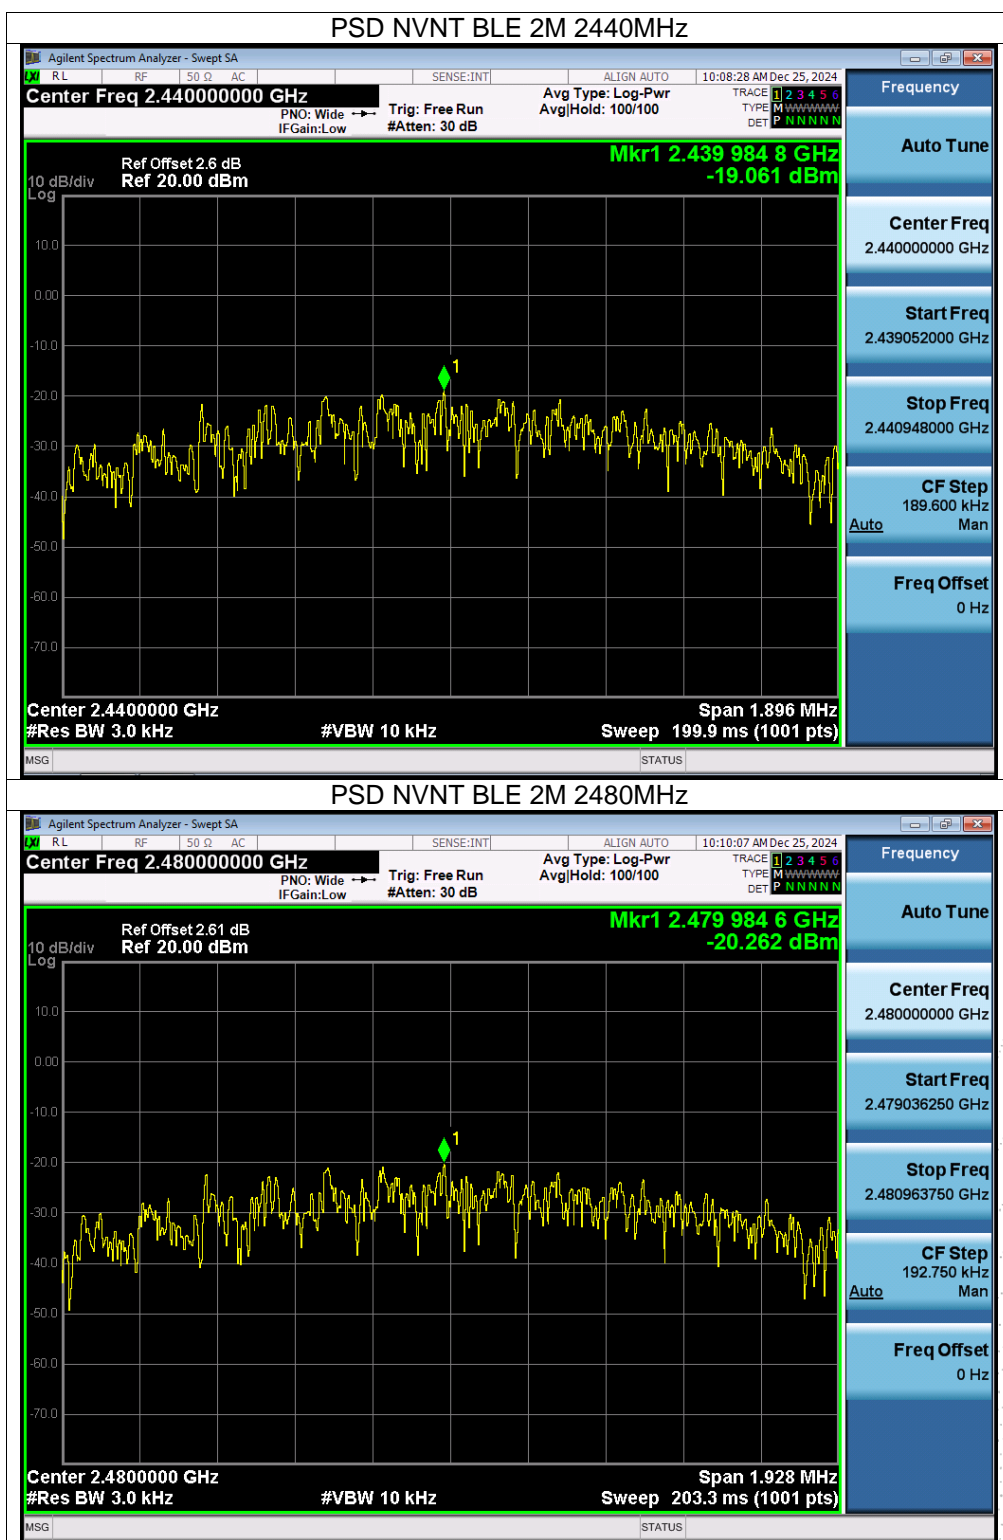 PSD NVNT BLE 2M 2440MHz
Agilent Spectrum Analyzer - Swept SA
LXI RL RF 50 Ω AC SENSE:INT ALIGN AUTO 10:08:28 AM Dec 25, 2024
Center Freq 2.440000000 GHz
PNO: Wide
IFGain:Low
Trig: Free Run
#Atten: 30 dB
Avg Type: Log-Pwr
Avg|Hold: 100/100
TRACE 1 2 3 4 5 6
TYPE M W W W W W
DET P N N N N N
Mkr1 2.439 984 8 GHz
-19.061 dBm
Ref Offset 2.6 dB
10 dB/div Ref 20.00 dBm
Log
10.0
0.00
-10.0
-20.0
-30.0
-40.0
-50.0
-60.0
-70.0
1
Center 2.4400000 GHz Span 1.896 MHz
#Res BW 3.0 kHz #VBW 10 kHz Sweep 199.9 ms (1001 pts)
MSG STATUS
Frequency
Auto Tune
Center Freq
2.440000000 GHz
Start Freq
2.439052000 GHz
Stop Freq
2.440948000 GHz
CF Step
189.600 kHz
Auto Man
Freq Offset
0 Hz
PSD NVNT BLE 2M 2480MHz
Agilent Spectrum Analyzer - Swept SA
LXI RL RF 50 Ω AC SENSE:INT ALIGN AUTO 10:10:07 AM Dec 25, 2024
Center Freq 2.480000000 GHz
PNO: Wide
IFGain:Low
Trig: Free Run
#Atten: 30 dB
Avg Type: Log-Pwr
Avg|Hold: 100/100
TRACE 1 2 3 4 5 6
TYPE M W W W W W
DET P N N N N N
Mkr1 2.479 984 6 GHz
-20.262 dBm
Ref Offset 2.61 dB
10 dB/div Ref 20.00 dBm
Log
10.0
0.00
-10.0
-20.0
-30.0
-40.0
-50.0
-60.0
-70.0
1
Center 2.4800000 GHz Span 1.928 MHz
#Res BW 3.0 kHz #VBW 10 kHz Sweep 203.3 ms (1001 pts)
MSG STATUS
Frequency
Auto Tune
Center Freq
2.480000000 GHz
Start Freq
2.479036250 GHz
Stop Freq
2.480963750 GHz
CF Step
192.750 kHz
Auto Man
Freq Offset
0 Hz